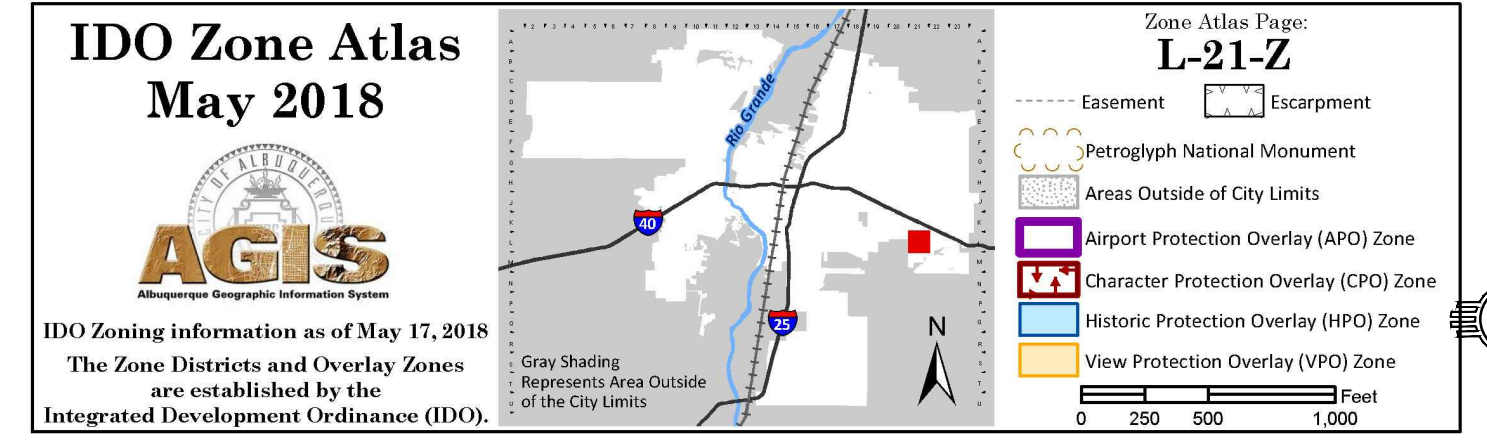 IDO Zone Atlas
May 2018
CITY OF ALBUQUERQUE
AGIS
Albuquerque Geographic Information System
IDO Zoning information as of May 17, 2018
The Zone Districts and Overlay Zones
are established by the
Integrated Development Ordinance (IDO).
Rio Grande
40
25
N
Gray Shading
Represents Area Outside
of the City Limits
Zone Atlas Page:
L-21-Z
Easement
Escarpment
Petroglyph National Monument
Areas Outside of City Limits
Airport Protection Overlay (APO) Zone
Character Protection Overlay (CPO) Zone
Historic Protection Overlay (HPO) Zone
View Protection Overlay (VPO) Zone
Feet
0 250 500 1,000